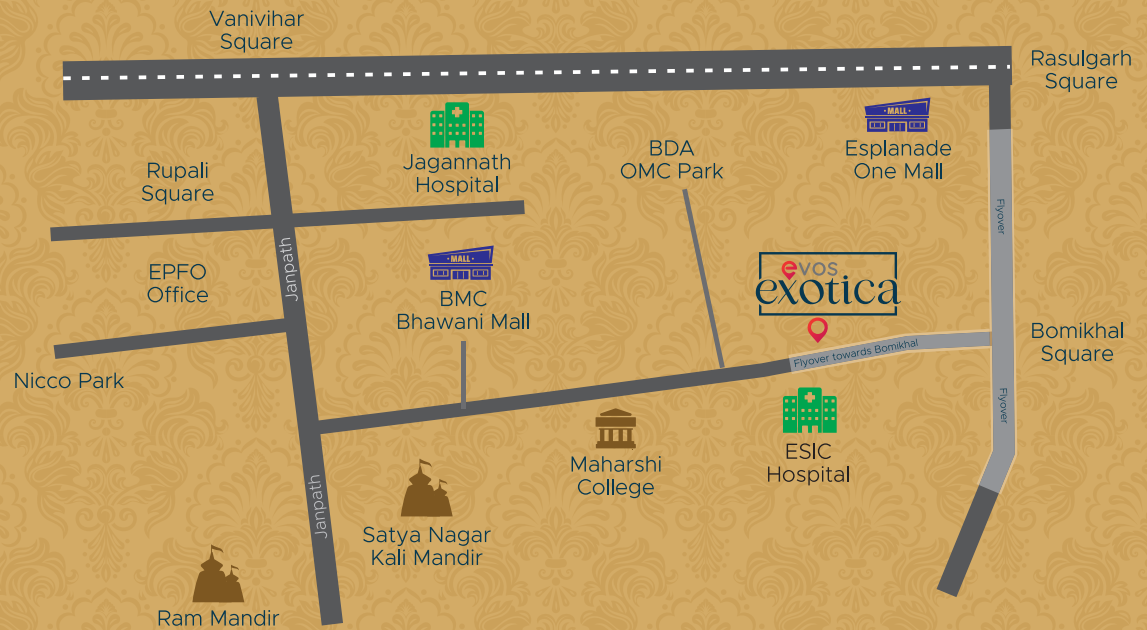 Vanivihar
Square
Rasulgarh
Square
MALL
Jagannath
Hospital
BDA
OMC Park
Esplanade
One Mall
Rupali
Square
Flyover
Janpath
MALL
EPFO
Office
BMC
Bhawani Mall
evos
exotica
Bomikhal
Square
Flyover towards Bomikhal
Nicco Park
Flyover
Maharshi
College
ESIC
Hospital
Janpath
Satya Nagar
Kali Mandir
Ram Mandir